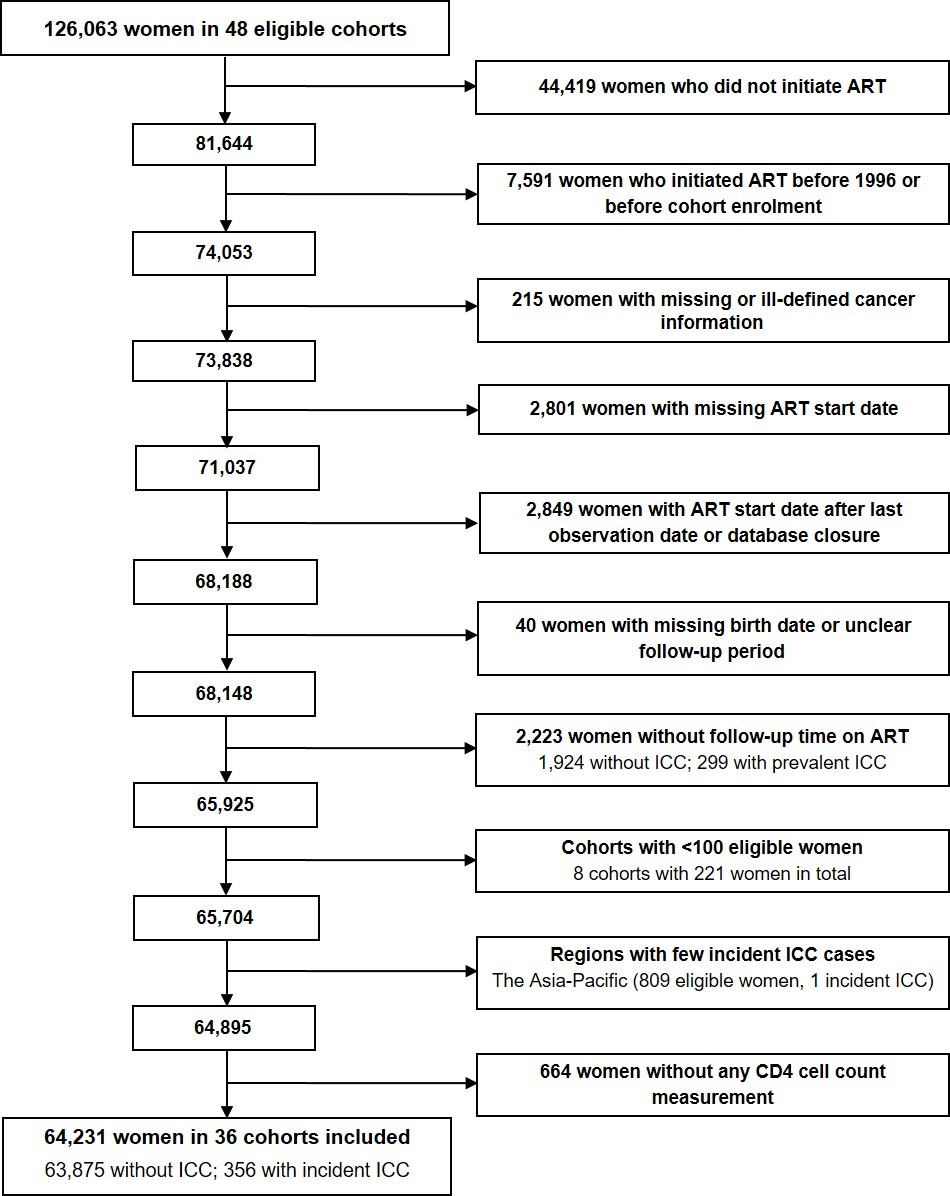 126,063 women in 48 eligible cohorts
44,419 women who did not initiate ART
81,644
7,591 women who initiated ART before 1996 or
before cohort enrolment
74,053
215 women with missing or ill-defined cancer
information
73,838
2,801 women with missing ART start date
71,037
2,849 women with ART start date after last
observation date or database closure
68,188
40 women with missing birth date or unclear
follow-up period
68,148
2,223 women without follow-up time on ART
1,924 without ICC; 299 with prevalent ICC
65,925
Cohorts with <100 eligible women
8 cohorts with 221 women in total
65,704
Regions with few incident ICC cases
The Asia-Pacific (809 eligible women, 1 incident ICC)
64,895
664 women without any CD4 cell count
measurement
64,231 women in 36 cohorts included
63,875 without ICC; 356 with incident ICC